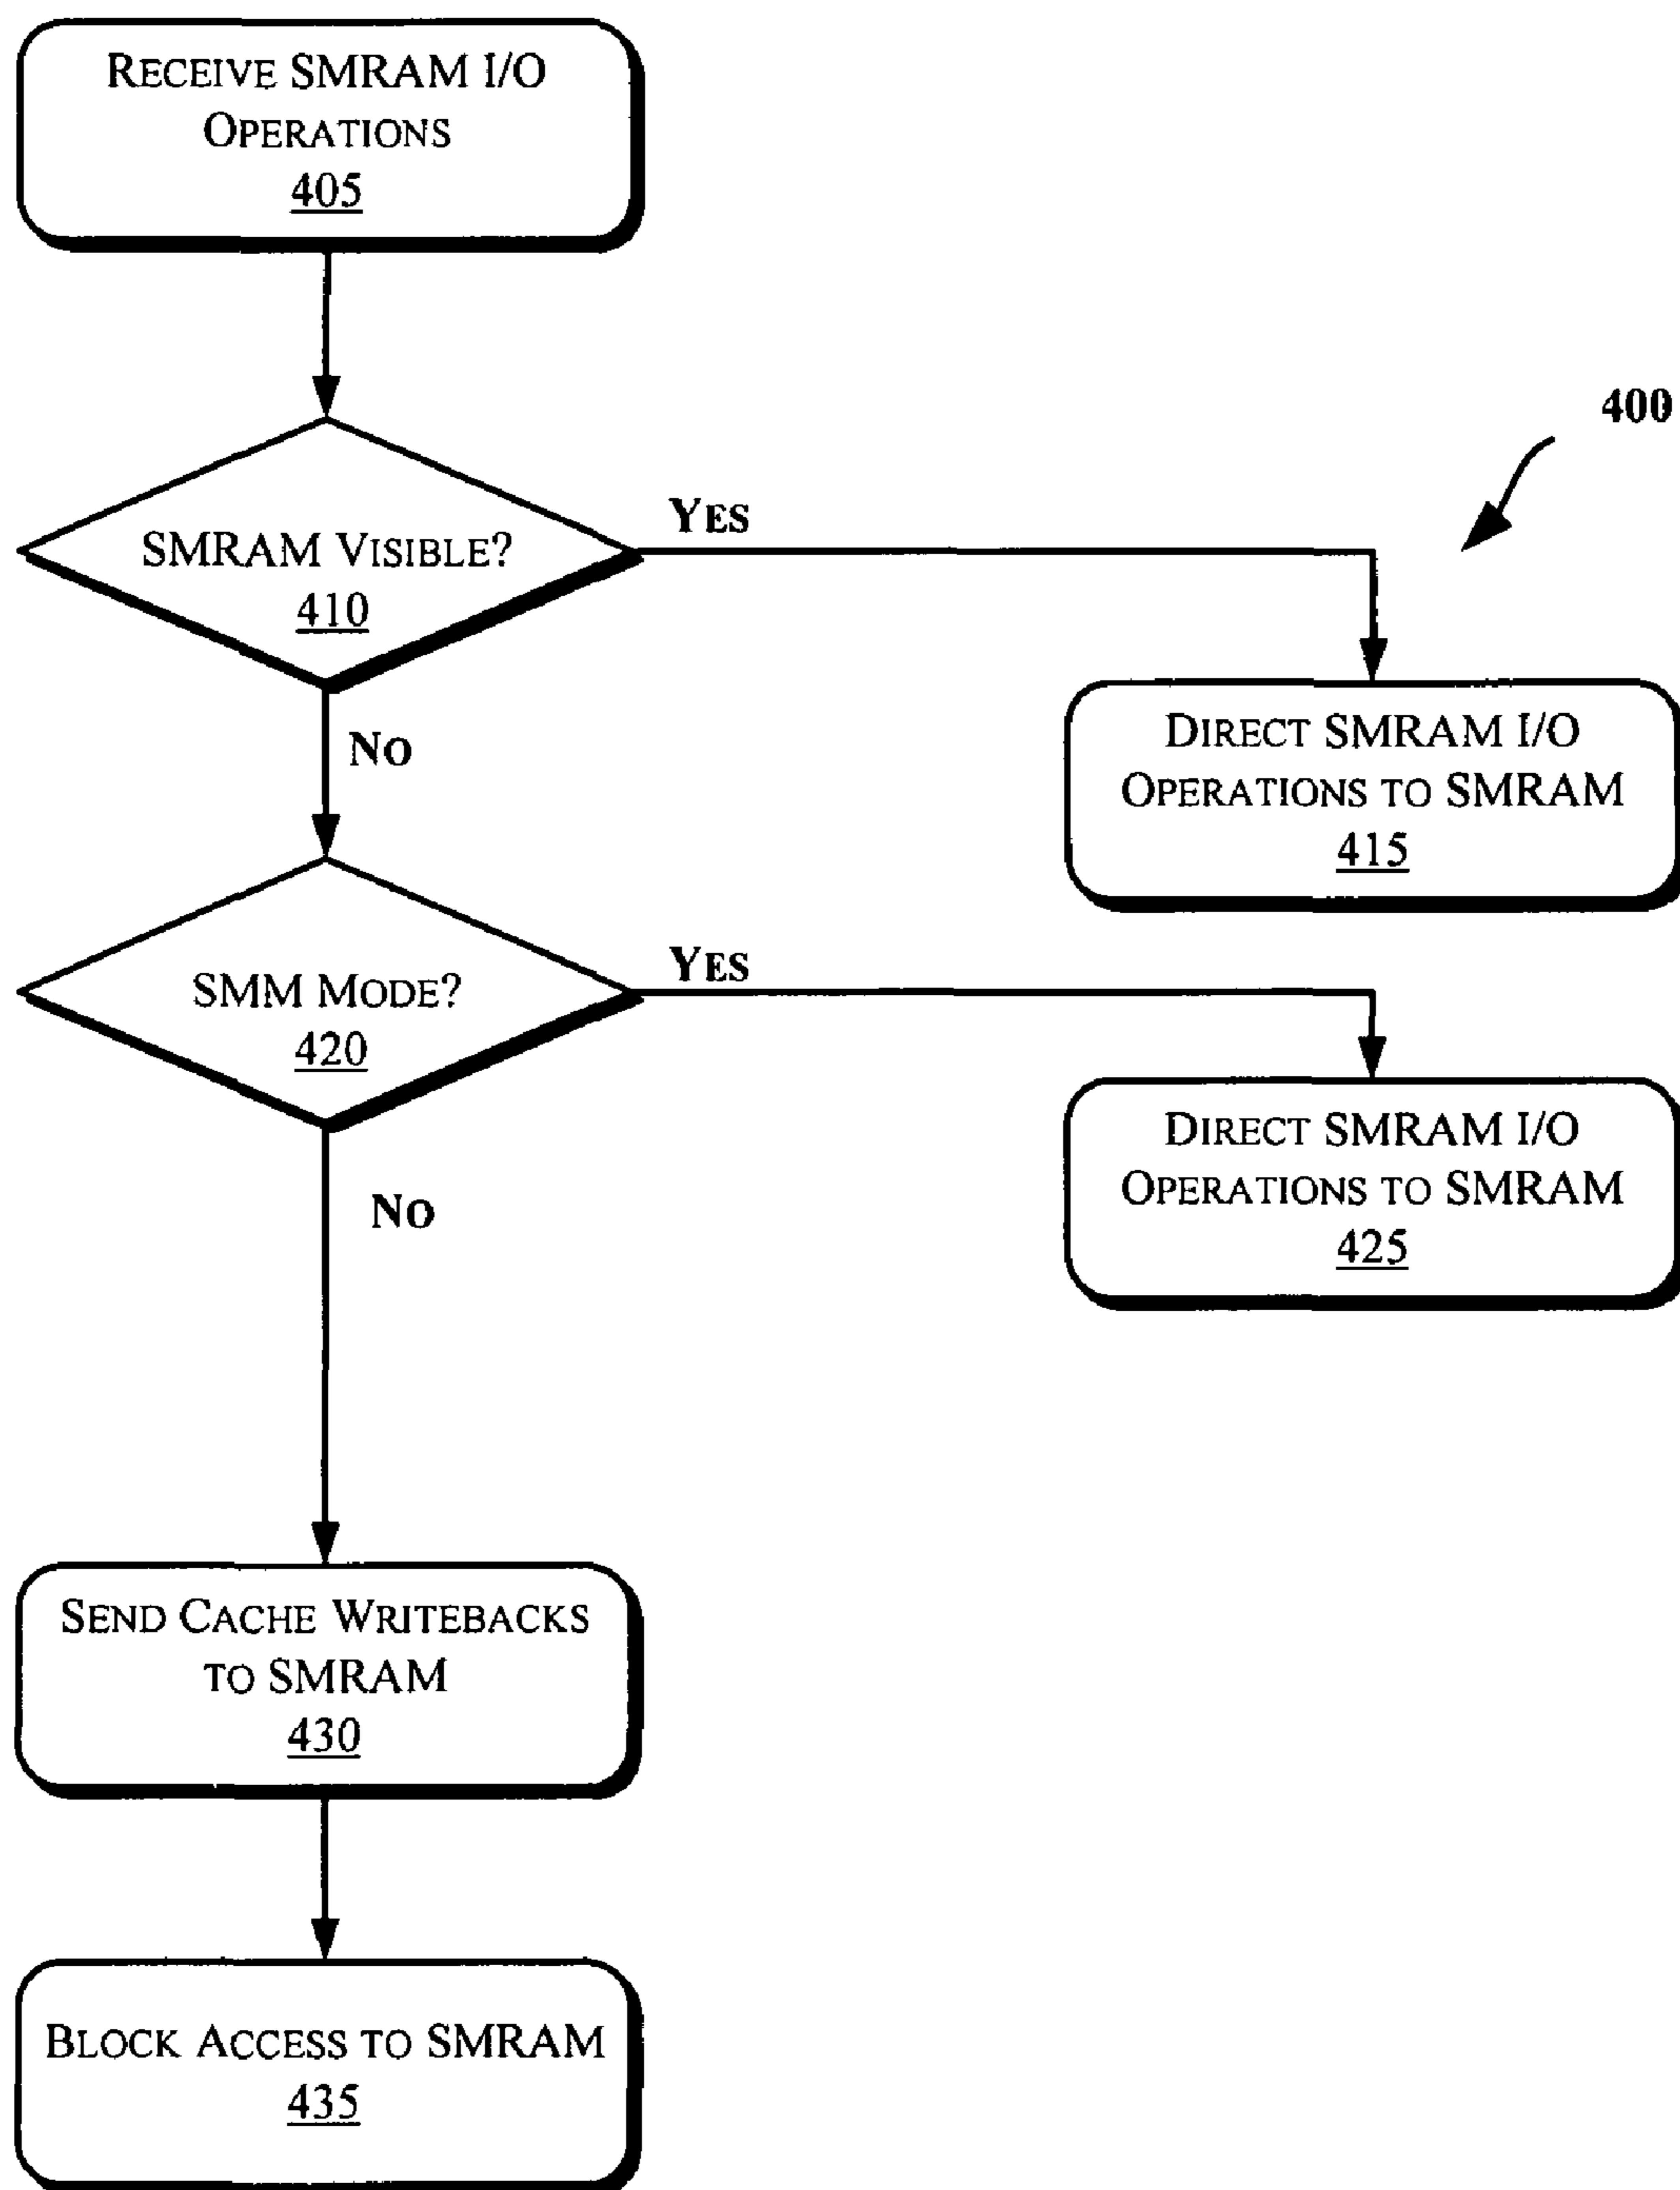 RECEIVE SMRAM I/O
OPERATIONS
405
400
SMRAM VISIBLE?
410
YES
NO
DIRECT SMRAM I/O
OPERATIONS TO SMRAM
415
SMM MODE?
420
YES
NO
DIRECT SMRAM I/O
OPERATIONS TO SMRAM
425
SEND CACHE WRITEBACKS
TO SMRAM
430
BLOCK ACCESS TO SMRAM
435